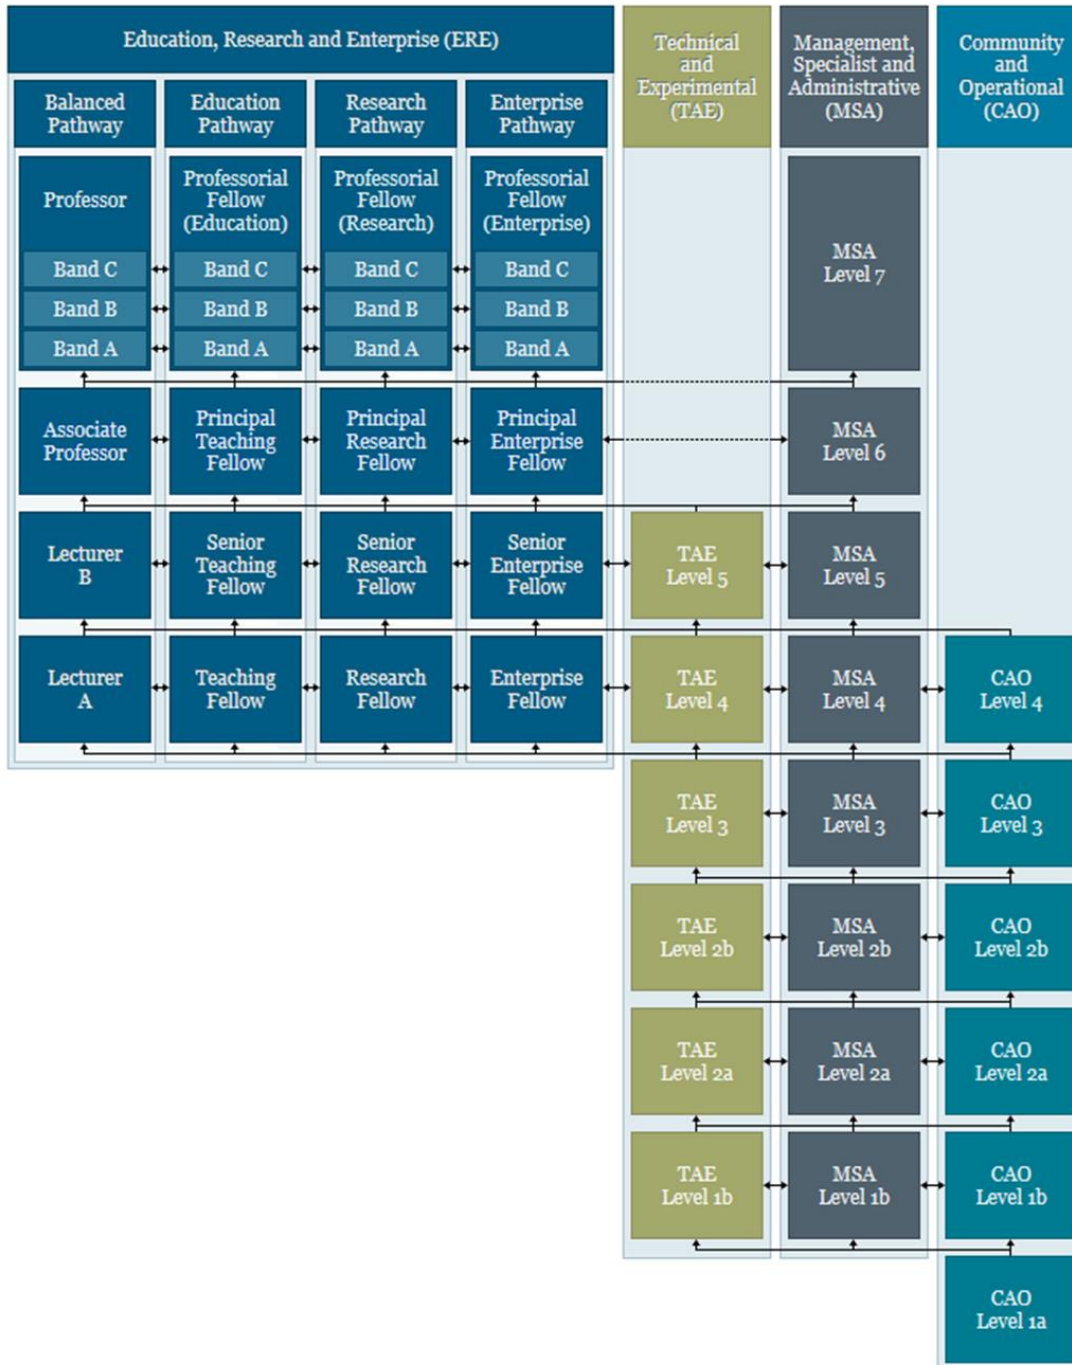 Education, Research and Enterprise (ERE)
Technical
and
Experimental
(TAE)
Management,
Specialist and
Administrative
(MSA)
Community
and
Operational
(CAO)
Balanced
Pathway
Education
Pathway
Research
Pathway
Enterprise
Pathway
Professor
Professorial
Fellow
(Education)
Professorial
Fellow
(Research)
Professorial
Fellow
(Enterprise)
MSA
Level 7
Band C
Band C
Band C
Band C
Band B
Band B
Band B
Band B
Band A
Band A
Band A
Band A
Associate
Professor
Principal
Teaching
Fellow
Principal
Research
Fellow
Principal
Enterprise
Fellow
MSA
Level 6
Lecturer
B
Senior
Teaching
Fellow
Senior
Research
Fellow
Senior
Enterprise
Fellow
TAE
Level 5
MSA
Level 5
Lecturer
A
Teaching
Fellow
Research
Fellow
Enterprise
Fellow
TAE
Level 4
MSA
Level 4
CAO
Level 4
TAE
Level 3
MSA
Level 3
CAO
Level 3
TAE
Level 2b
MSA
Level 2b
CAO
Level 2b
TAE
Level 2a
MSA
Level 2a
CAO
Level 2a
TAE
Level 1b
MSA
Level 1b
CAO
Level 1b
CAO
Level 1a